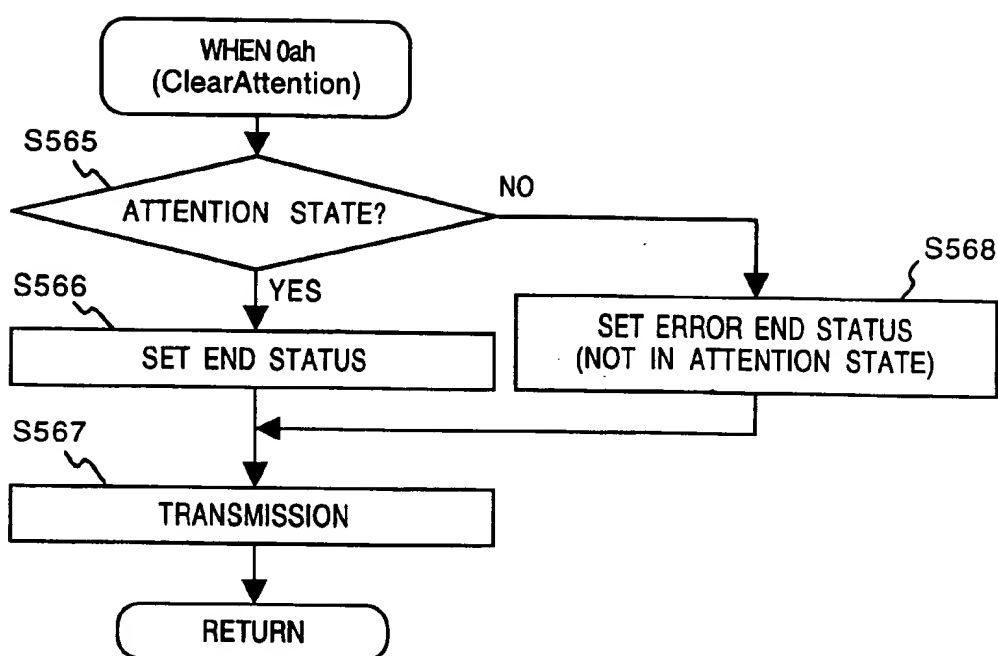 WHEN 0ah
(ClearAttention)
S565
ATTENTION STATE?
NO
S568
S566
YES
SET ERROR END STATUS
(NOT IN ATTENTION STATE)
SET END STATUS
S567
TRANSMISSION
RETURN